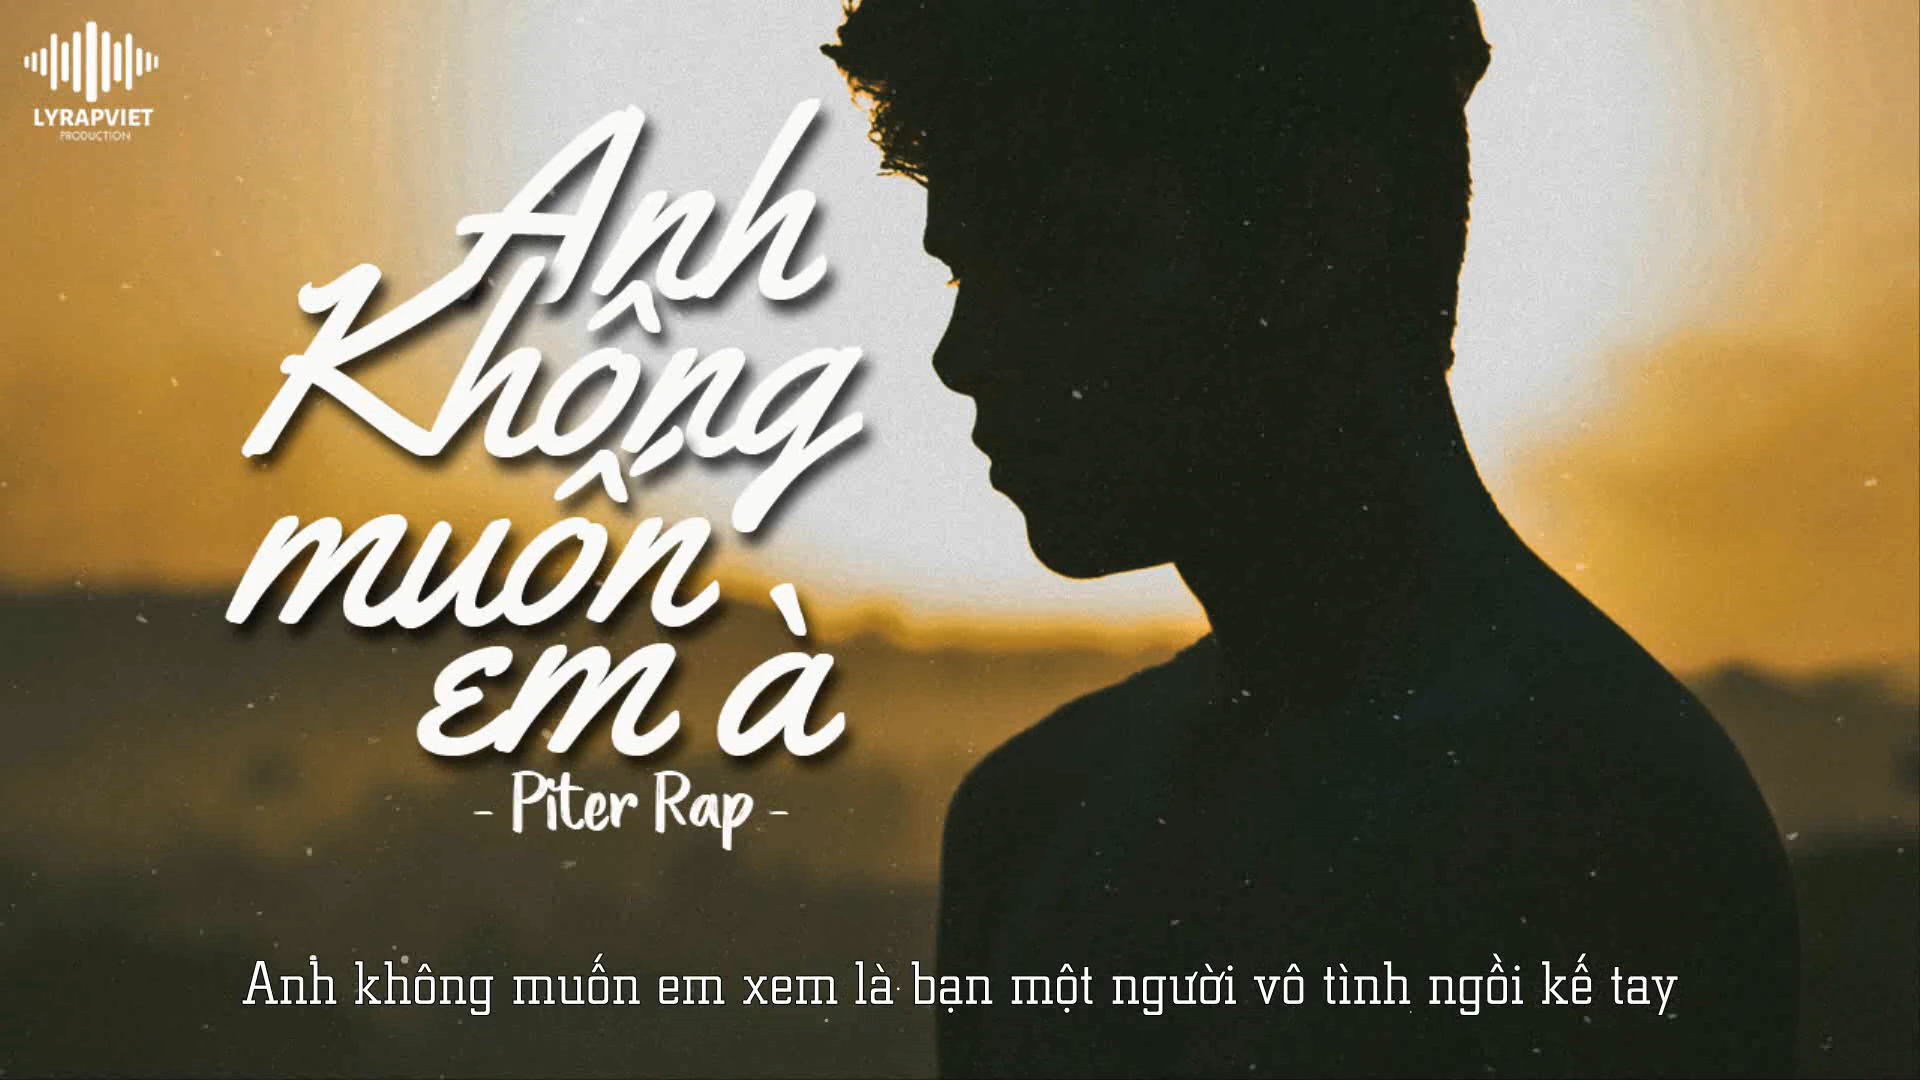 LYRAPVIET
PRODUCTION
Anh
Không
muốn
em à
- Piter Rap -
Anh không muốn em xem là bạn một người vô tình ngồi kế tay